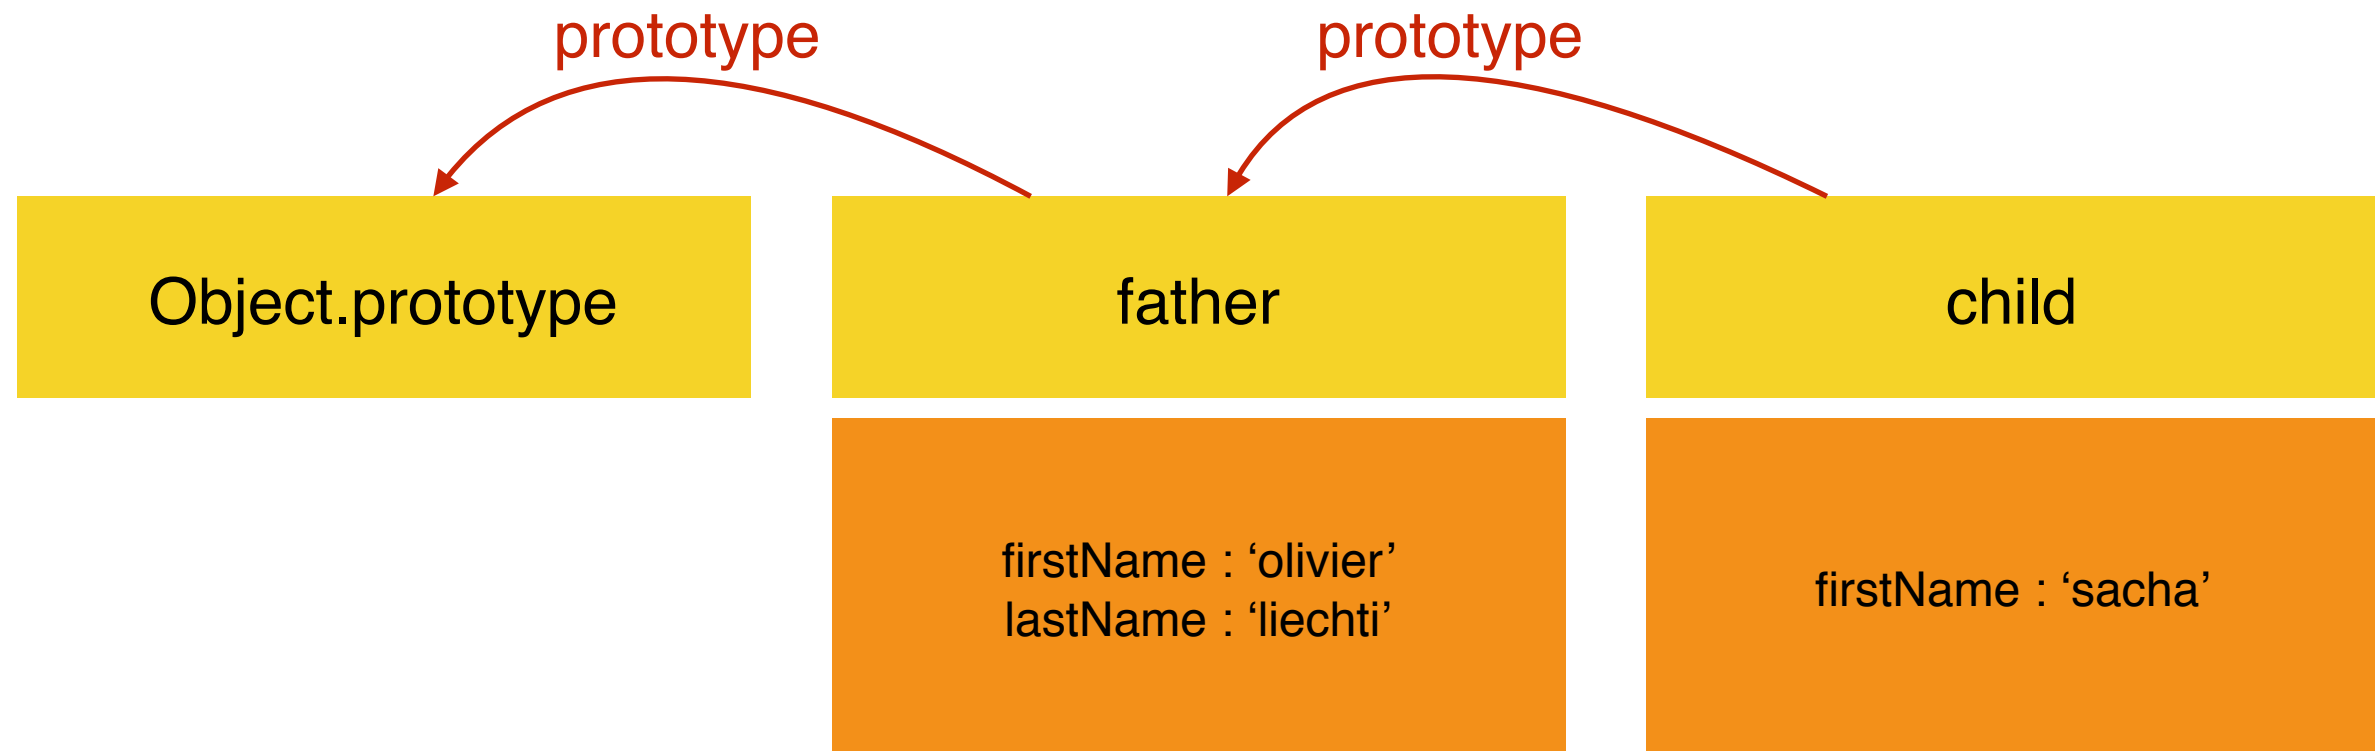 prototype
prototype
Object.prototype
father
child
firstName : ‘olivier’
lastName : ‘liechti’
firstName : ‘sacha’